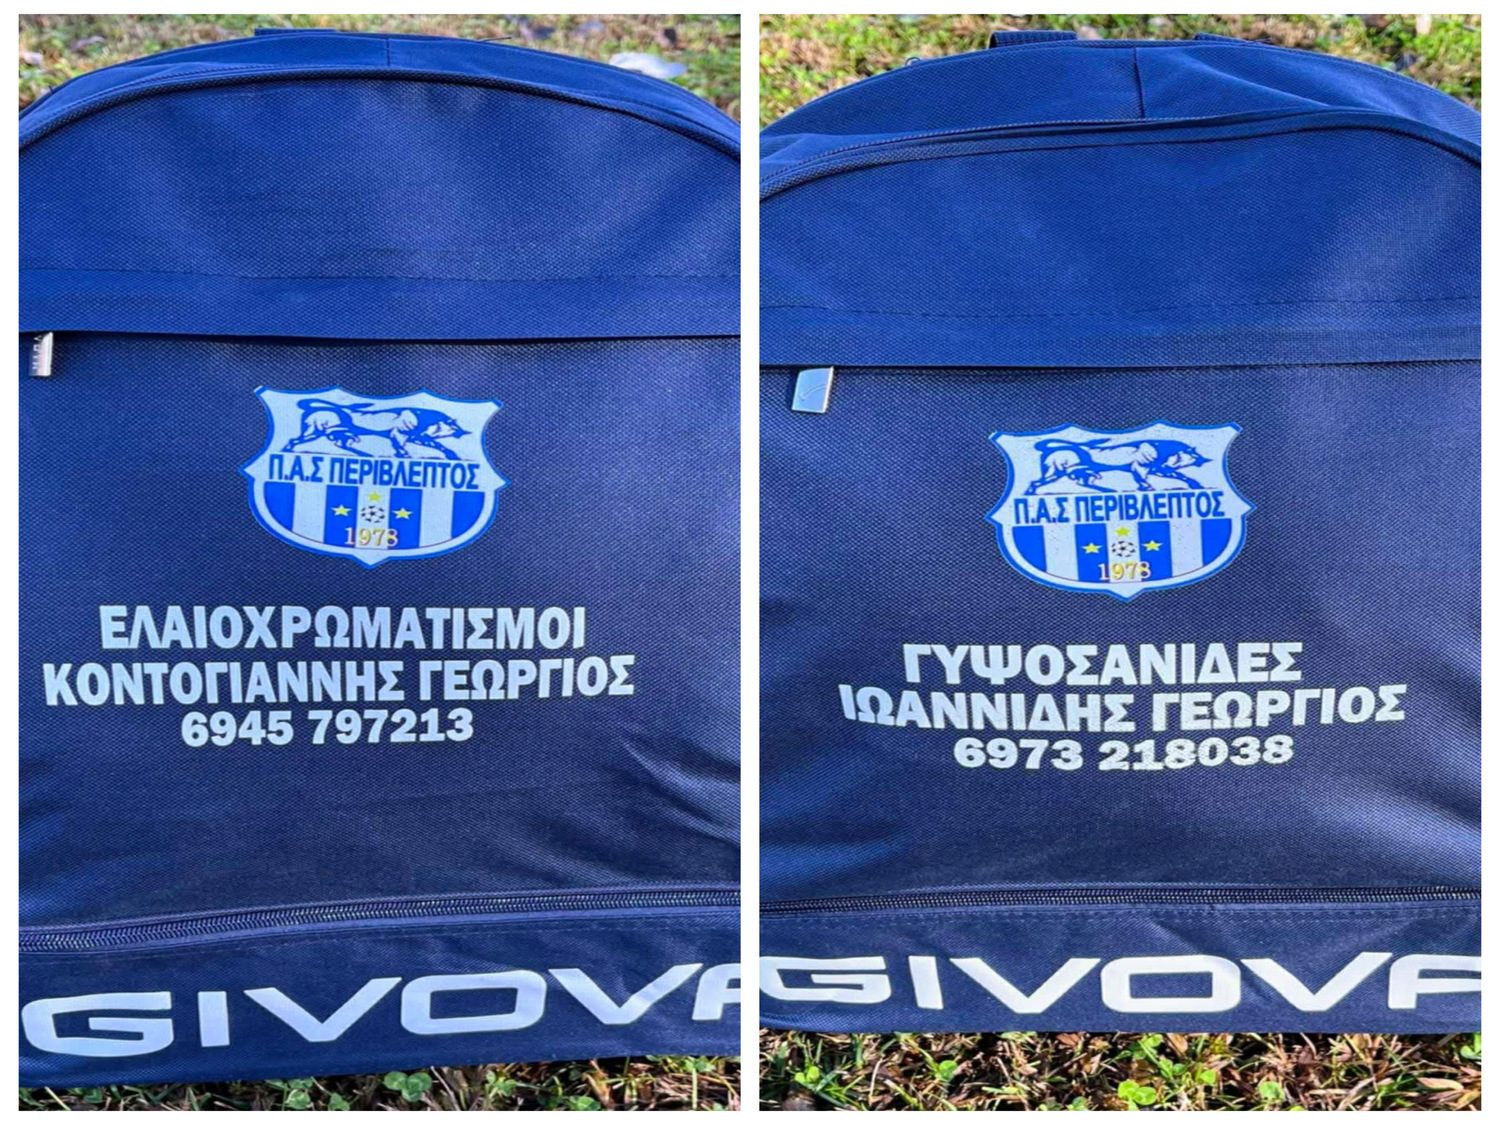 Π.Α.Σ ΠΕΡΙΒΛΕΠΤΟΣ
1978
ΕΛΑΙΟΧΡΩΜΑΤΙΣΜΟΙ
ΚΟΝΤΟΓΙΑΝΝΗΣ ΓΕΩΡΓΙΟΣ
6945 797213
GIVOVA
Π.Α.Σ ΠΕΡΙΒΛΕΠΤΟΣ
1978
ΓΥΨΟΣΑΝΙΔΕΣ
ΙΩΑΝΝΙΔΗΣ ΓΕΩΡΓΙΟΣ
6973 218038
GIVOVA